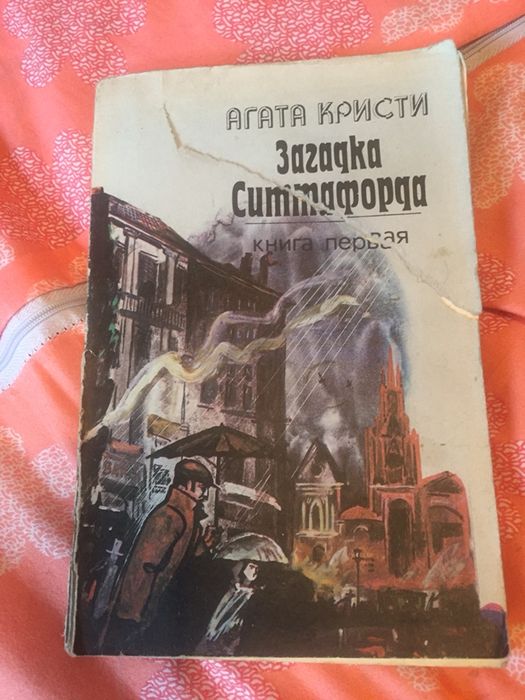 АГАТА КРИСТИ
Загадка
Ситтафорда
книга первая